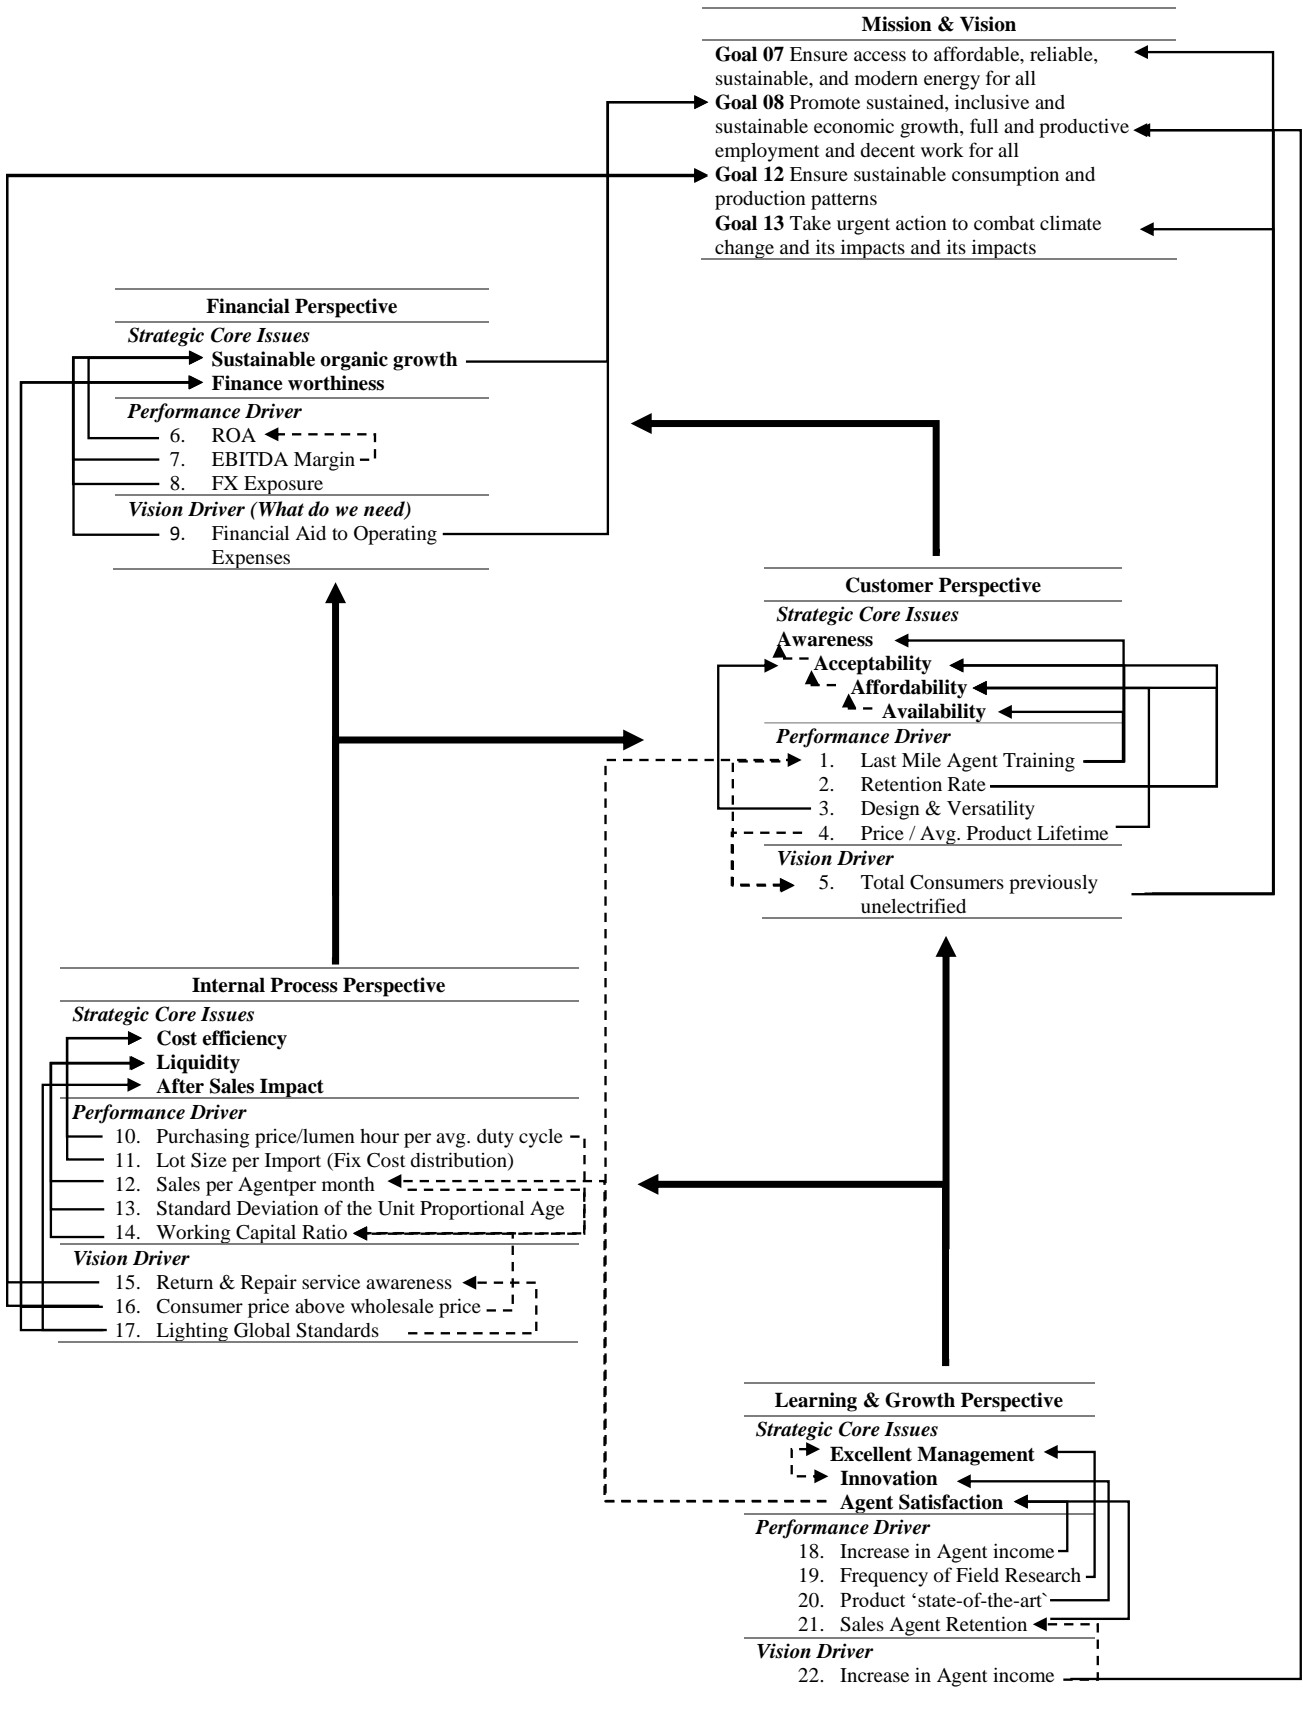 Mission & Vision
Goal 07 Ensure access to affordable, reliable,
sustainable, and modern energy for all
Goal 08 Promote sustained, inclusive and
sustainable economic growth, full and productive
employment and decent work for all
Goal 12 Ensure sustainable consumption and
production patterns
Goal 13 Take urgent action to combat climate
change and its impacts and its impacts
Financial Perspective
Strategic Core Issues
Sustainable organic growth
Finance worthiness
Performance Driver
6. ROA
7. EBITDA Margin
8. FX Exposure
Vision Driver (What do we need)
9. Financial Aid to Operating
Expenses
Customer Perspective
Strategic Core Issues
Awareness
Acceptability
Affordability
Availability
Performance Driver
1. Last Mile Agent Training
2. Retention Rate
3. Design & Versatility
4. Price / Avg. Product Lifetime
Vision Driver
5. Total Consumers previously
unelectrified
Internal Process Perspective
Strategic Core Issues
Cost efficiency
Liquidity
After Sales Impact
Performance Driver
10. Purchasing price/lumen hour per avg. duty cycle
11. Lot Size per Import (Fix Cost distribution)
12. Sales per Agentper month
13. Standard Deviation of the Unit Proportional Age
14. Working Capital Ratio
Vision Driver
15. Return & Repair service awareness
16. Consumer price above wholesale price
17. Lighting Global Standards
Learning & Growth Perspective
Strategic Core Issues
Excellent Management
Innovation
Agent Satisfaction
Performance Driver
18. Increase in Agent income
19. Frequency of Field Research
20. Product ‘state-of-the-art`
21. Sales Agent Retention
Vision Driver
22. Increase in Agent income